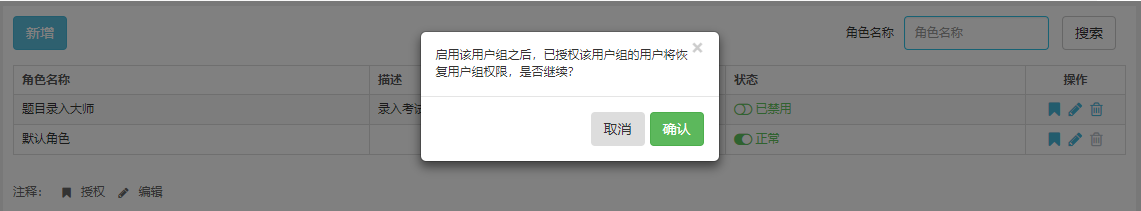 新增
角色名称
角色名称
搜索
启用该用户组之后，已授权该用户组的用户将恢
复用户组权限，是否继续?
取消
确认
角色名称
描述
状态
操作
题目录入大师
录入考试
已禁用
默认角色
正常
注释：
授权
编辑